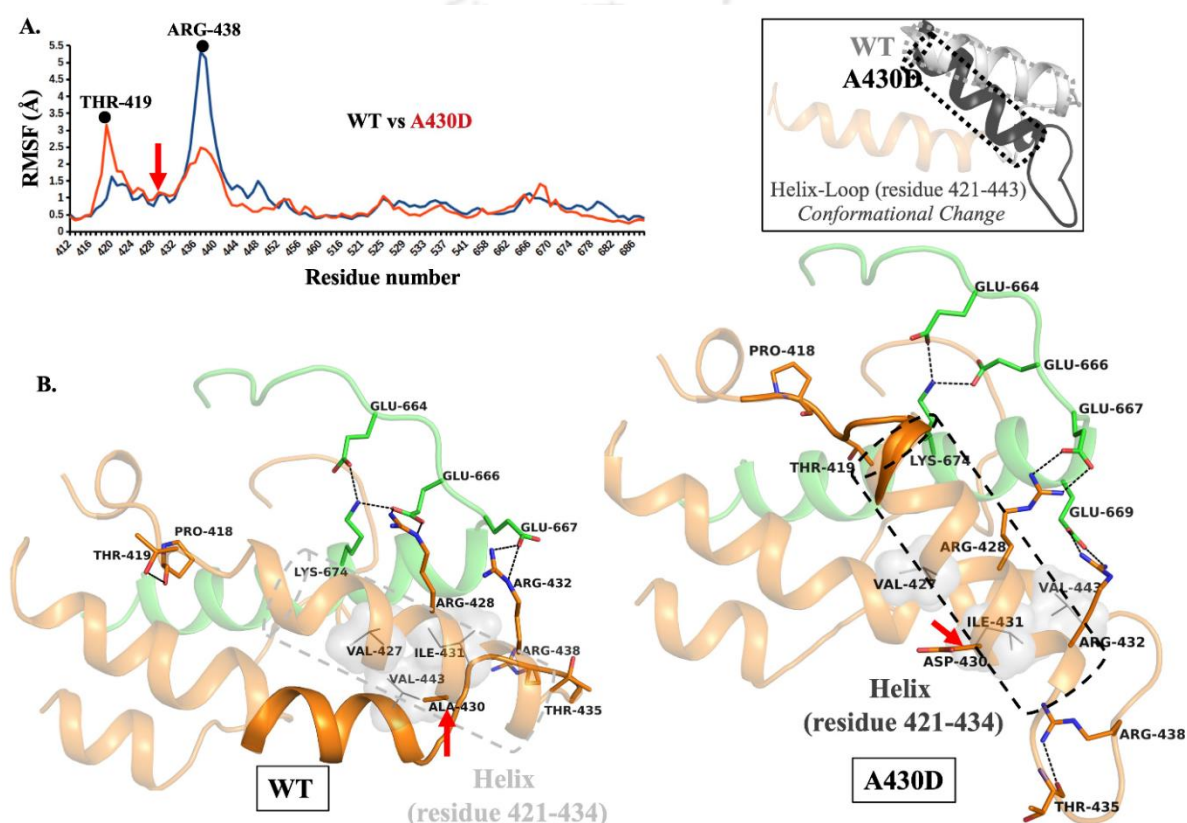 A.
ARG-438
THR-419
WT vs A430D
RMSF (Å)
5.5
5
4.5
4
3.5
3
2.5
2
1.5
1
0.5
0
412 416 420 424 428 432 436 440 444 448 452 456 460 512 516 521 525 529 533 537 541 658 662 666 670 674 678 682 686
Residue number
WT
A430D
Helix-Loop (residue 421-443)
Conformational Change
B.
GLU-664
GLU-666
GLU-667
PRO-418
THR-419
LYS-674
ARG-428
ARG-432
VAL-427
ILE-431
ARG-438
VAL-443
ALA-430
THR-435
WT
Helix
(residue 421-434)
GLU-664
PRO-418
GLU-666
GLU-667
THR-419
LYS-674
GLU-669
ARG-428
VAL-427
VAL-443
ILE-431
ARG-432
ASP-430
Helix
(residue 421-434)
ARG-438
A430D
THR-435